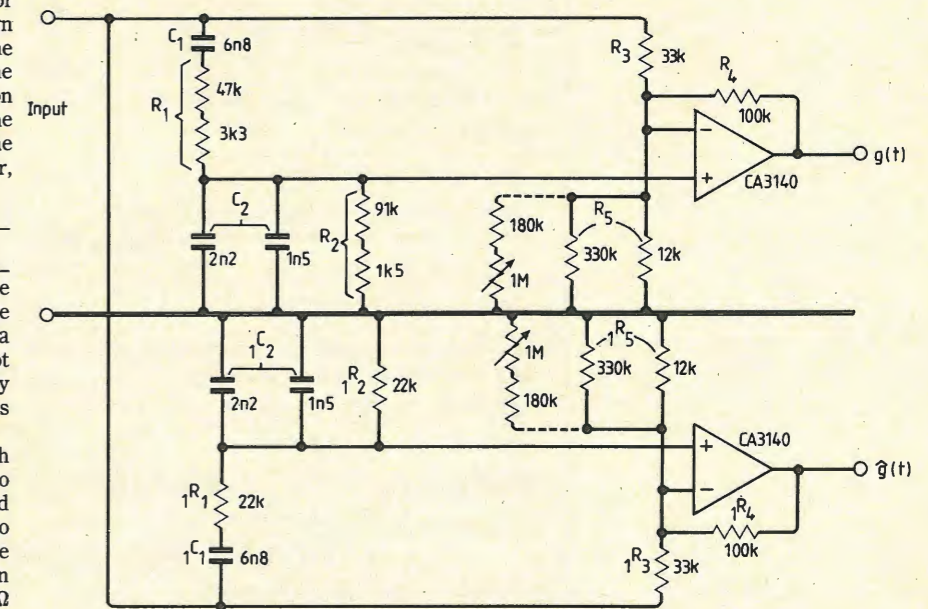 C1 6n8
47k
R1
3k3
Input
R3 33k
R4
100k
g(t)
CA3140
C2
2n2 1n5
R2
91k
1k5
180k
1M
R5
330k 12k
1C2
2n2 1n5
1R2 22k
1M
180k
1R5
330k 12k
CA3140
ĝ(t)
1R1 22k
1C1 6n8
1R4
100k
1R3 33k
r,
a
y
s
h
d
n
Ω